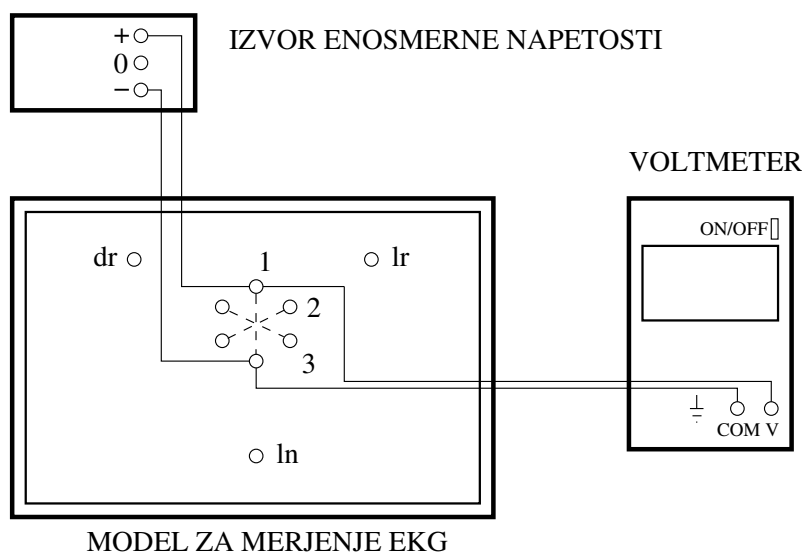 +
IZVOR ENOSMERNE NAPETOSTI
0
−
VOLTMETER
ON/OFF
dr
1
lr
2
3
COM V
ln
MODEL ZA MERJENJE EKG